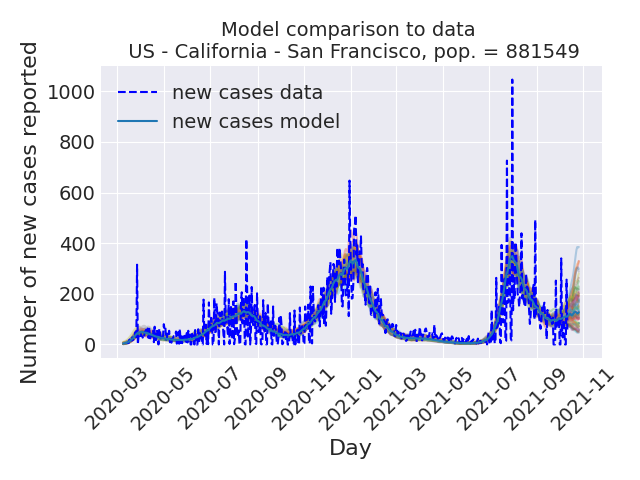 Model comparison to data
US - California - San Francisco, pop. = 881549
Number of new cases reported
1000
800
600
400
200
0
new cases data
new cases model
2020-03
2020-05
2020-07
2020-09
2020-11
2021-01
2021-03
2021-05
2021-07
2021-09
2021-11
Day